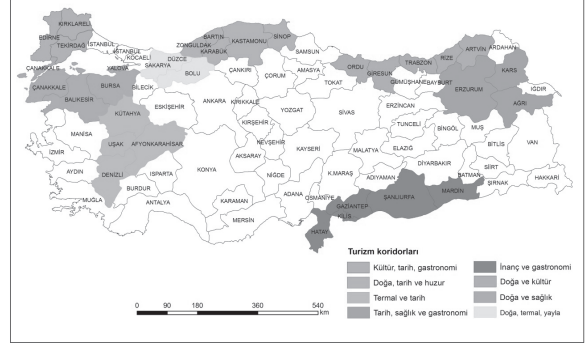 KIRKLARELİ
EDİRNE
TEKİRDAĞ
İSTANBUL
İSTANBUL
KOCAELİ
YALOVA
SAKARYA
DÜZCE
BOLU
ZONGULDAK
BARTIN
KARABÜK
KASTAMONU
SİNOP
SAMSUN
ORDU
GİRESUN
TRABZON
RİZE
ARTVİN
ARDAHAN
ÇANAKKALE
ÇANAKKALE
BALIKESİR
BURSA
BİLECİK
ESKİŞEHİR
ANKARA
ÇANKIRI
KIRIKKALE
ÇORUM
AMASYA
TOKAT
GÜMÜŞHANE
BAYBURT
ERZURUM
KARS
IĞDIR
AĞRI
KÜTAHYA
YOZGAT
SİVAS
ERZİNCAN
TUNCELİ
BİNGÖL
MUŞ
MANİSA
UŞAK
AFYONKARAHİSAR
KIRŞEHİR
NEVŞEHİR
KAYSERİ
MALATYA
ELAZIĞ
BİTLİS
VAN
İZMİR
AYDIN
DENİZLİ
ISPARTA
KONYA
AKSARAY
NİĞDE
K.MARAŞ
ADIYAMAN
DİYARBAKIR
BATMAN
SİİRT
ŞIRNAK
HAKKARİ
MUĞLA
BURDUR
ANTALYA
KARAMAN
MERSİN
ADANA
OSMANİYE
GAZİANTEP
KİLİS
HATAY
ŞANLIURFA
MARDİN
Turizm koridorları
Kültür, tarih, gastronomi
Doğa, tarih ve huzur
Termal ve tarih
Tarih, sağlık ve gastronomi
İnanç ve gastronomi
Doğa ve kültür
Doğa ve sağlık
Doğa, termal, yayla
0 90 180 360 540
km